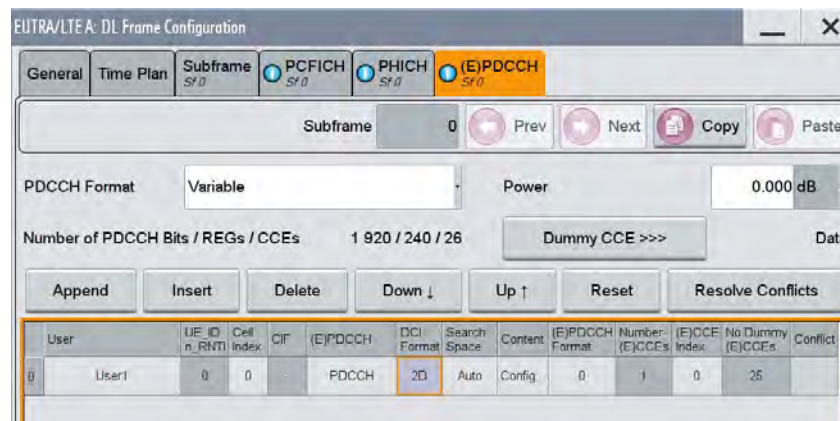 EUTRA/LTE A: DL Frame Configuration
General Time Plan Subframe Sf 0 PCFICH Sf 0 PHICH Sf 0 (E)PDCCH Sf 0
Subframe 0 Prev Next Copy Paste
PDCCH Format Variable Power 0.000 dB
Number of PDCCH Bits / REGs / CCEs 1 920 / 240 / 26 Dummy CCE >>> Dat
Append Insert Delete Down ↓ Up ↑ Reset Resolve Conflicts
User UE_ID n_RNTI Cell Index CIF (E)PDCCH DCI Format Search Space Content (E)PDCCH Format Number (E)CCEs (E)CCE Index No Dummy (E)CCEs Conflict
0 User1 0 0 - PDCCH 2D Auto Config. 0 1 0 25